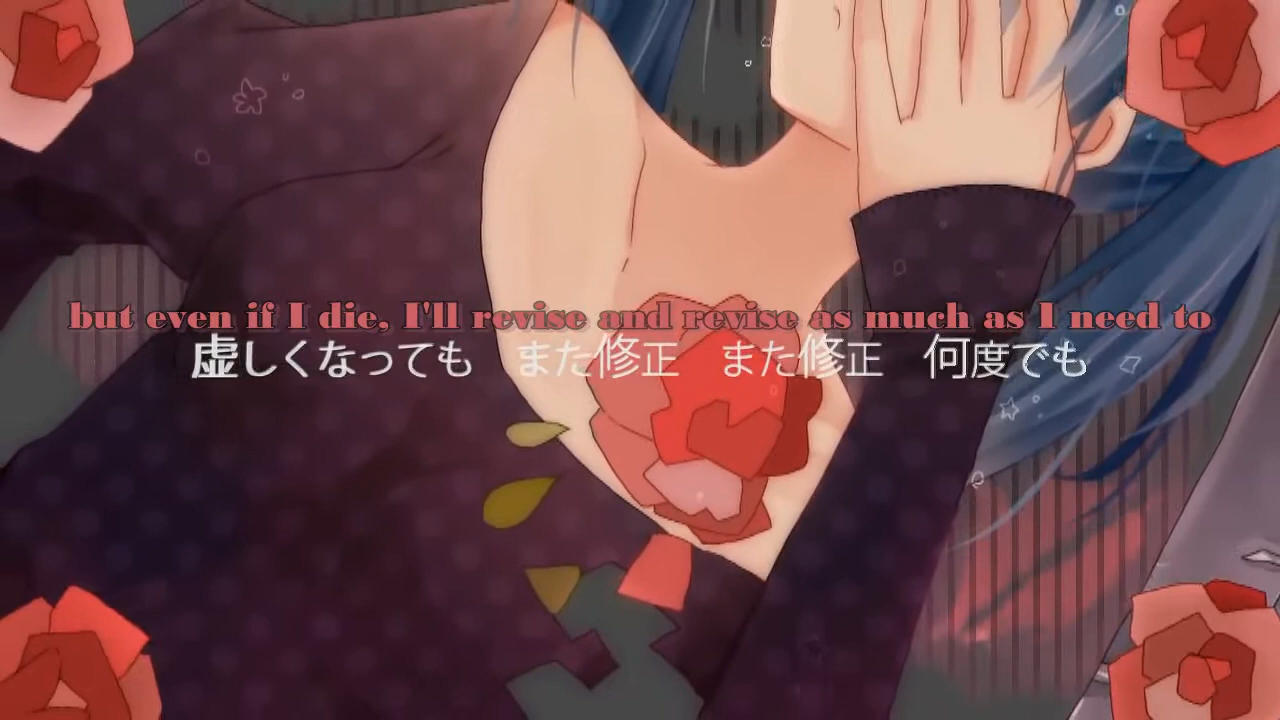 but even if I die, I'll revise and revise as much as I need to
虚しくなっても　また修正　また修正　何度でも